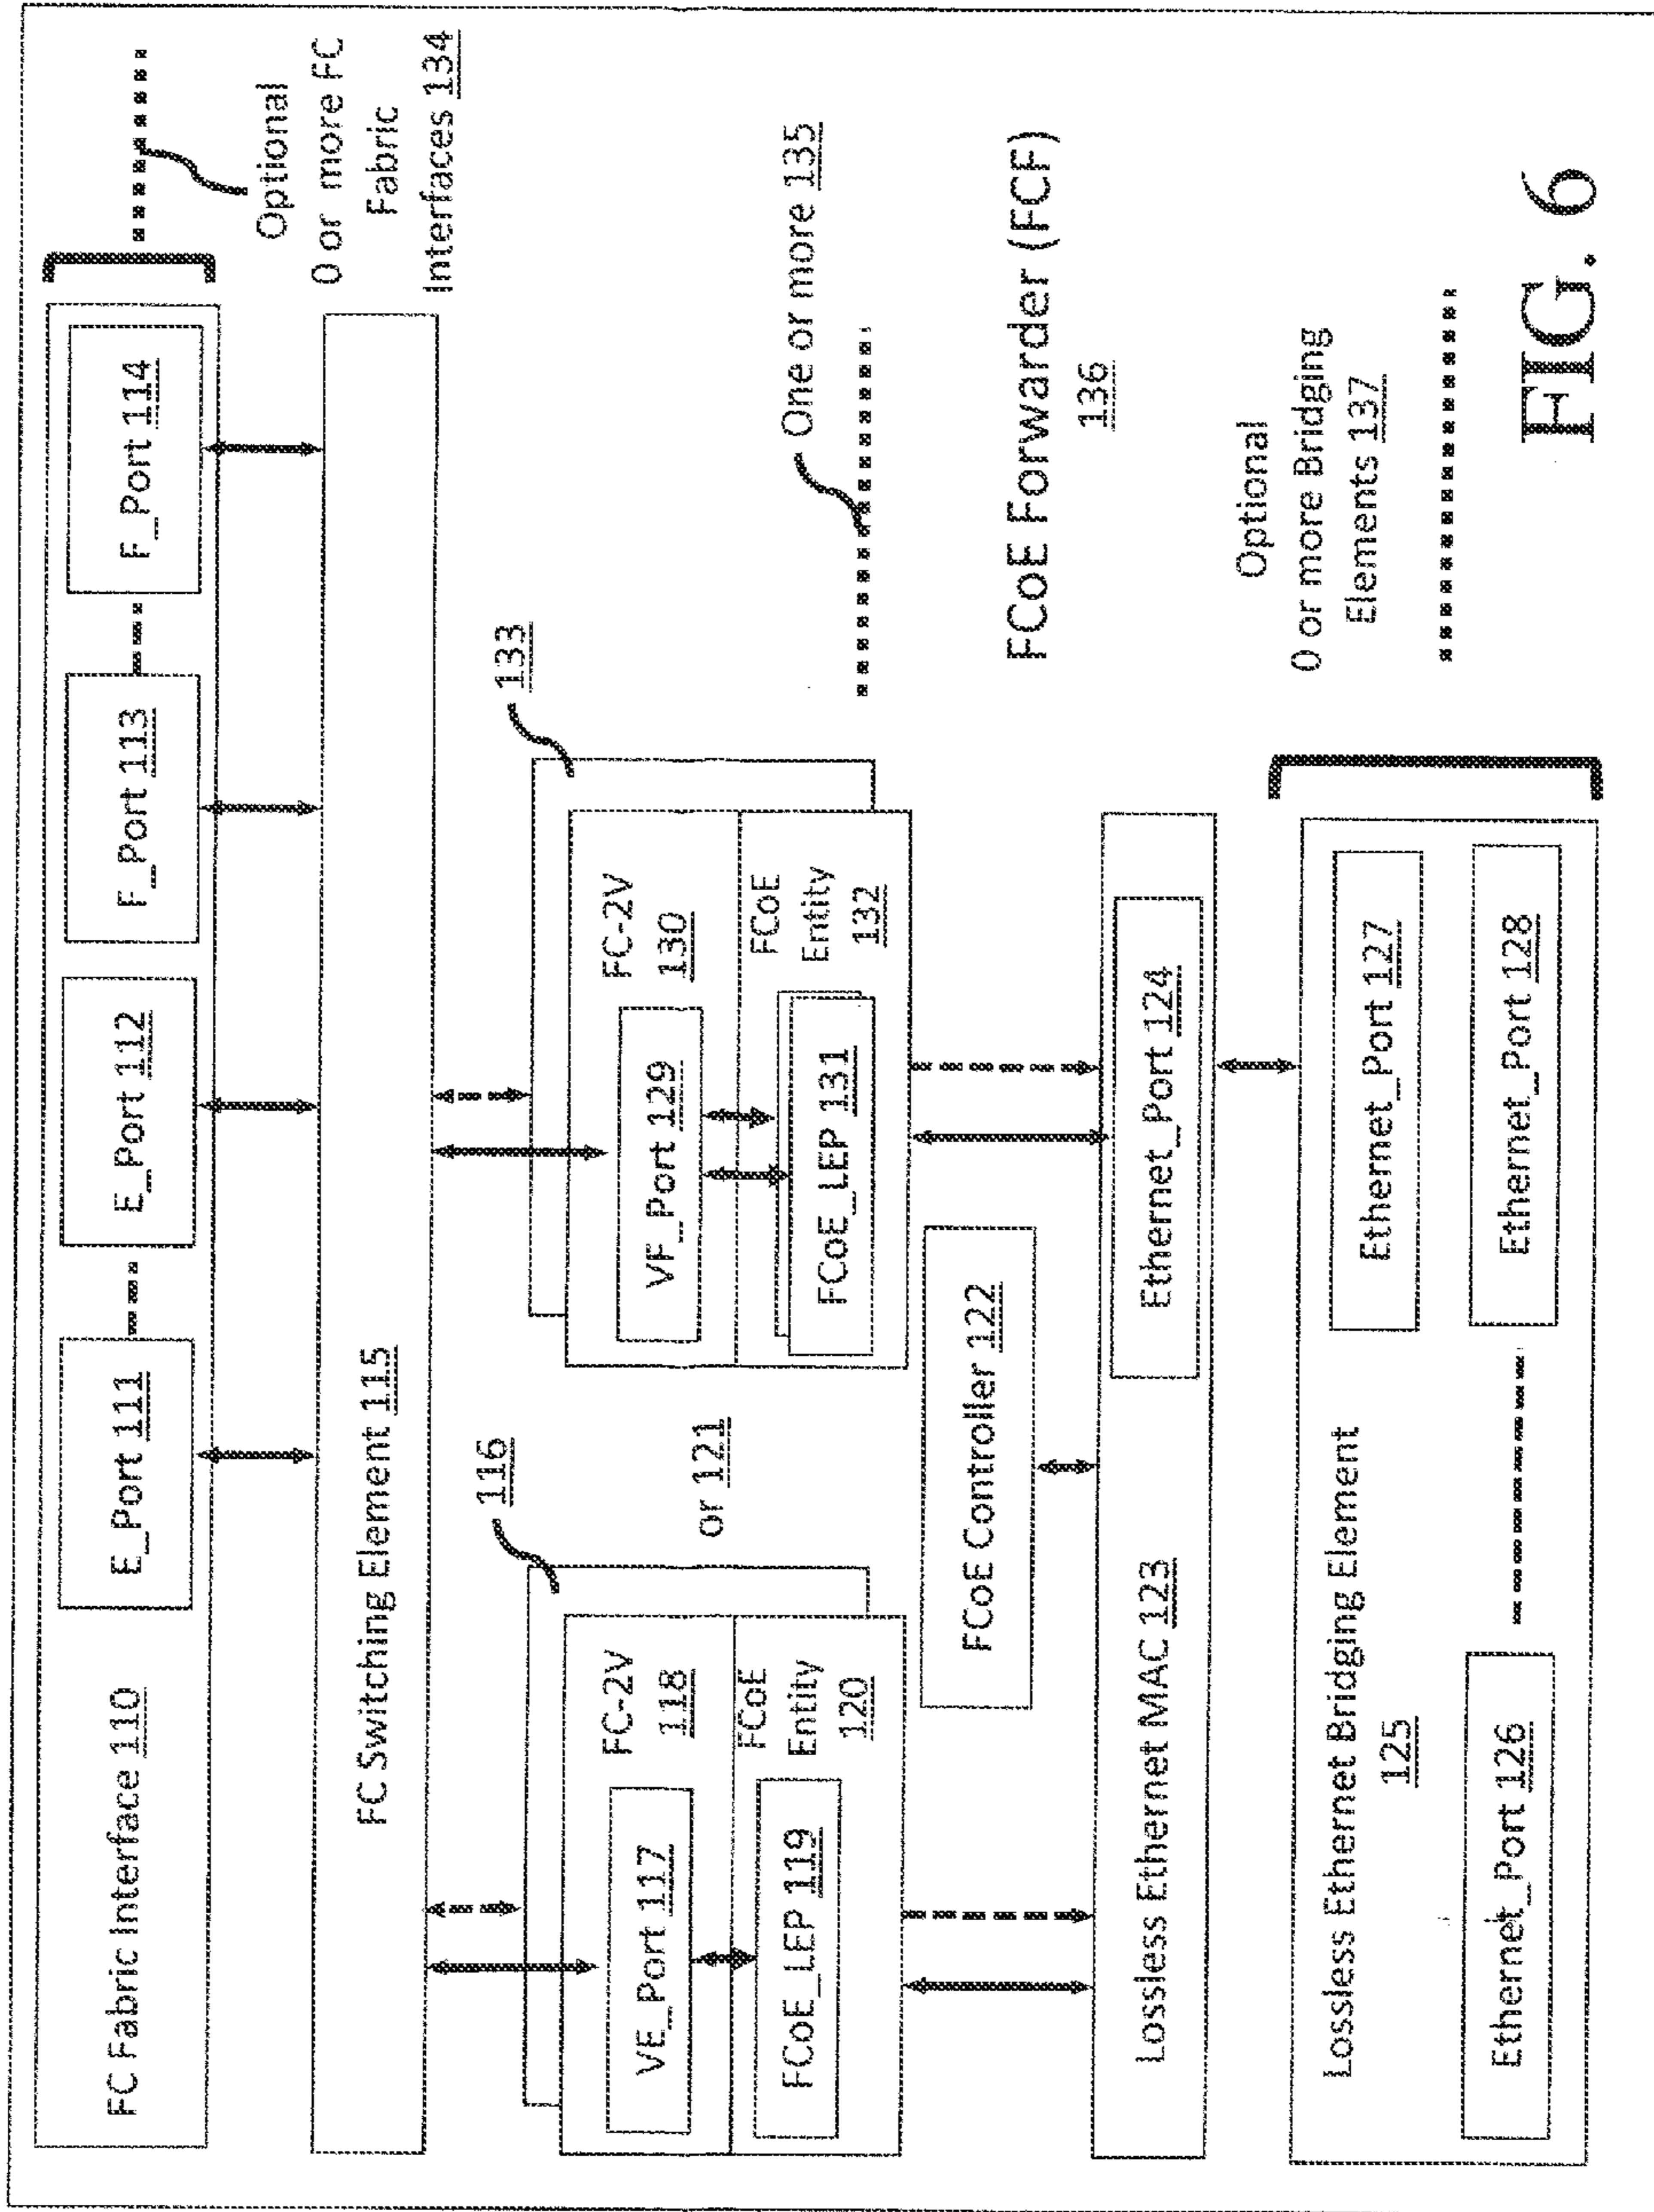 FC Fabric Interface 110
E_Port 111
E_Port 112
F_Port 113
F_Port 114
Optional
0 or more FC
Fabric
Interfaces 134
FC Switching Element 115
116
133
VE_Port 117
FC-2V
118
FCoE_LEP 119
FCoE
Entity
120
or 121
VF_Port 129
FC-2V
130
FCoE_LEP 131
FCoE
Entity
132
One or more 135
FCoE Controller 122
FCoE Forwarder (FCF)
136
Lossless Ethernet MAC 123
Ethernet_Port 124
Optional
0 or more Bridging
Elements 137
Lossless Ethernet Bridging Element
125
Ethernet_Port 126
Ethernet_Port 127
Ethernet_Port 128
FIG. 6